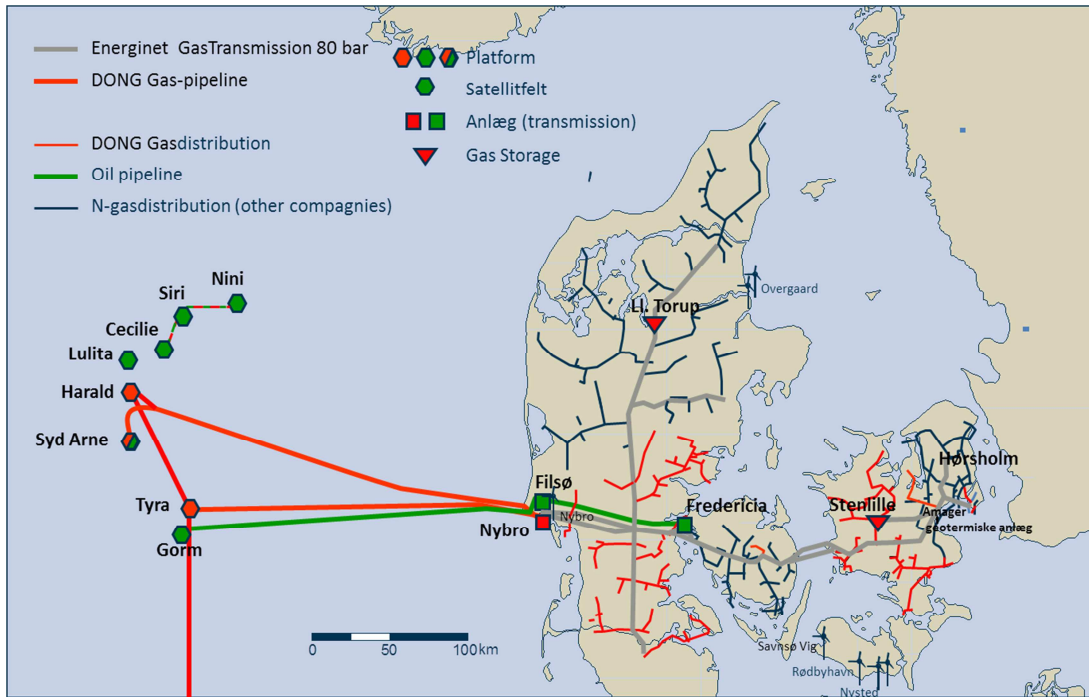 Energinet GasTransmission 80 bar
DONG Gas-pipeline
DONG Gasdistribution
Oil pipeline
N-gasdistribution (other compagnies)
Platform
Satellitfelt
Anlæg (transmission)
Gas Storage
Overgaard
Nini
Siri
Ll. Torup
Cecilie
Lulita
Harald
Syd Arne
Hørsholm
Filsø
Tyra
Fredericia
Stenlille
Nybro
Nybro
Amager
geotermiske anlæg
Gorm
0 50 100km
Savnsø Vig
Rødbyhavn
Nysted